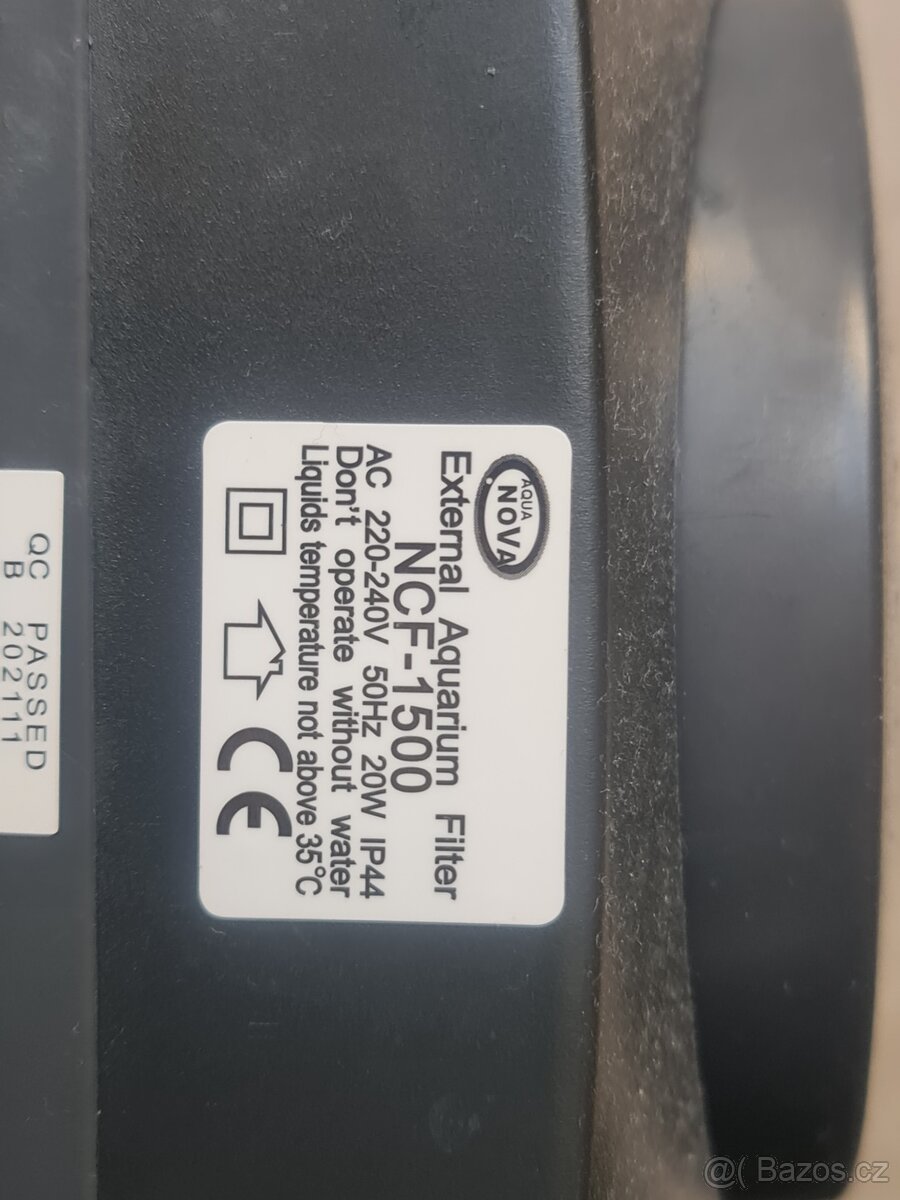 AQUA
NOVA
External Aquarium Filter
NCF-1500
AC 220-240V 50Hz 20W IP44
Don't operate without water
Liquids temperature not above 35°C
CE
QC PASSED
B 202111
@( Bazos.cz